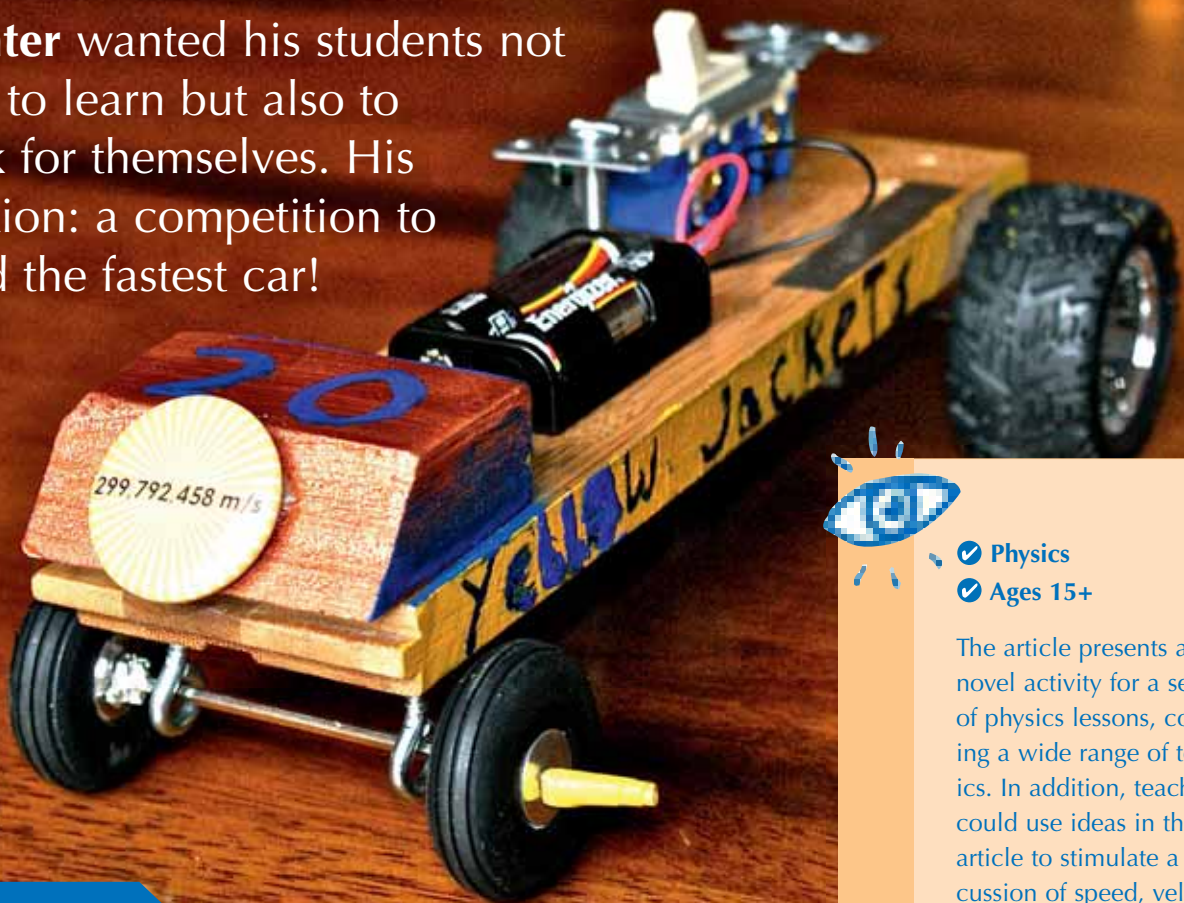 ter wanted his students not
to learn but also to
k for themselves. His
ion: a competition to
d the fastest car!
Energizer
20
299,792,458 m/s
YELLOW JacKeTs
Physics
Ages 15+
The article presents a
novel activity for a se
of physics lessons, co
ing a wide range of t
ics. In addition, teach
could use ideas in th
article to stimulate a
cussion of speed, vel